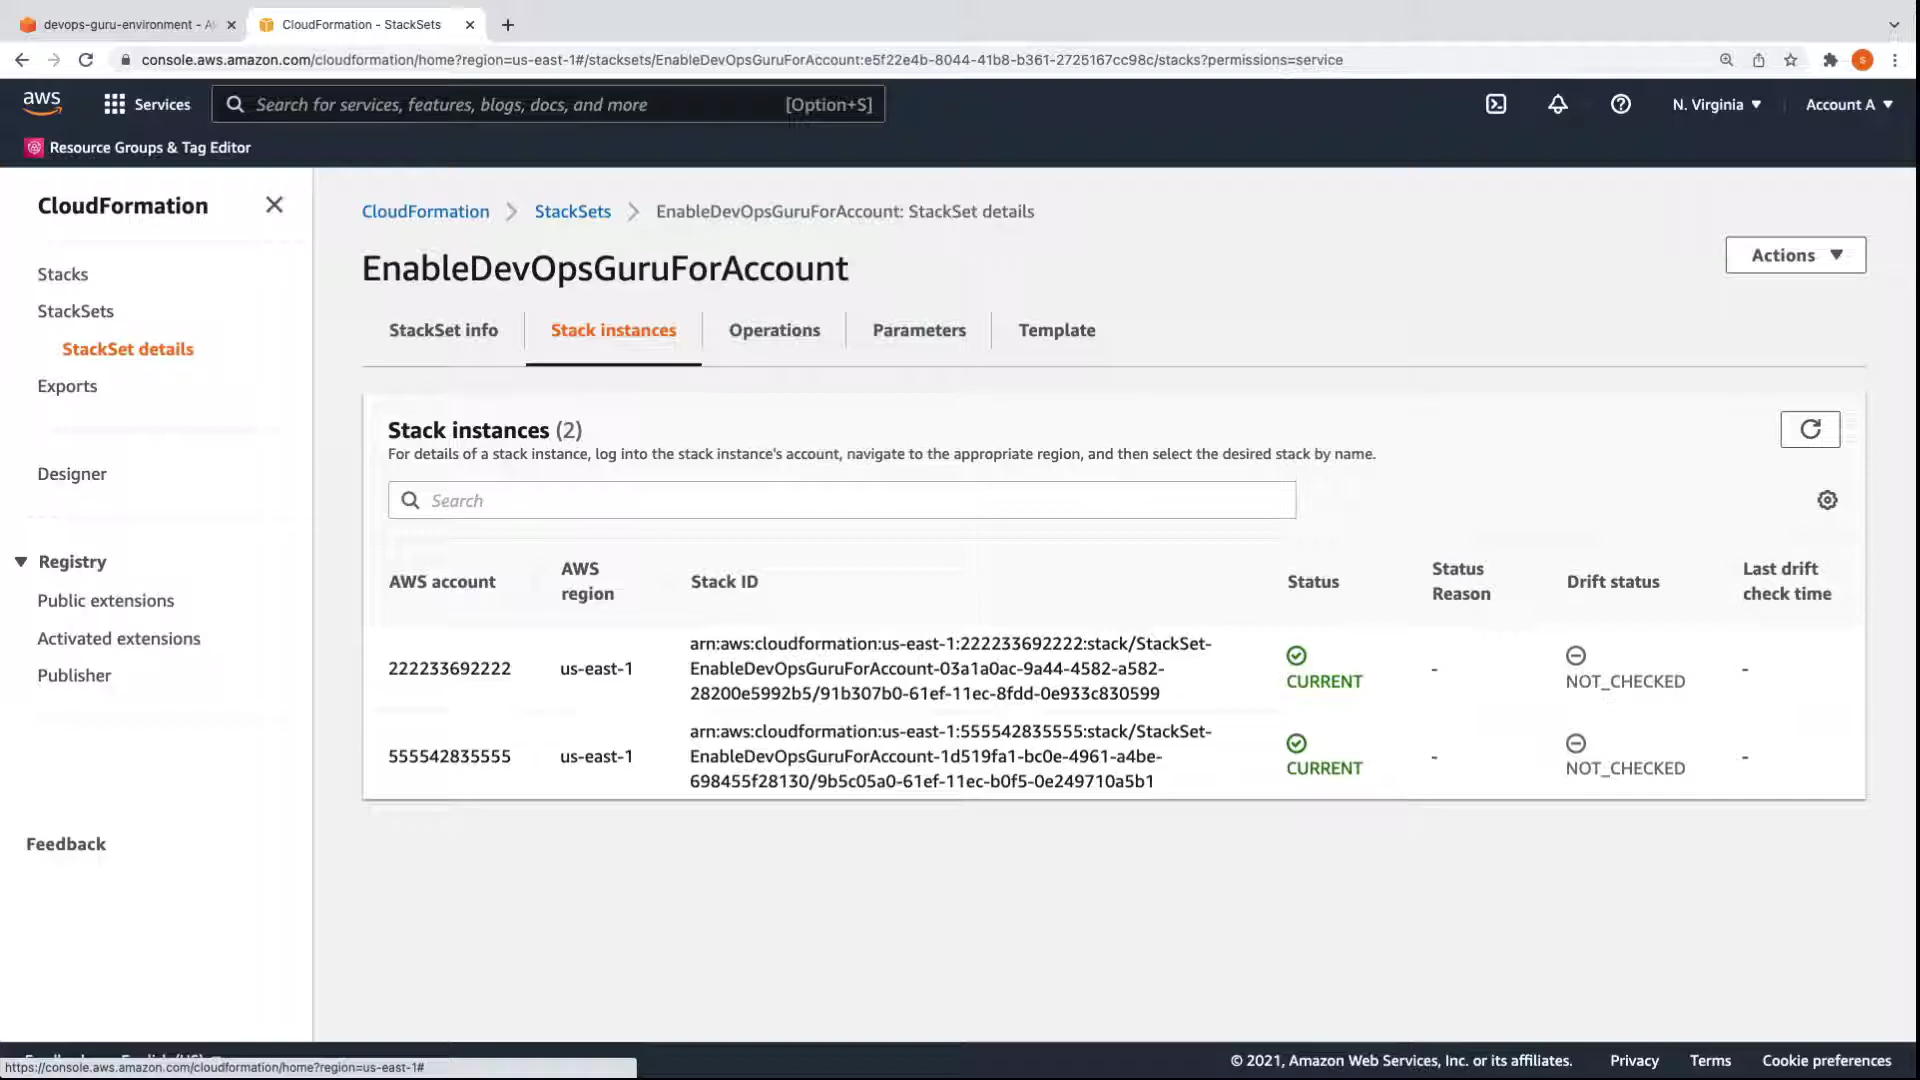 devops-guru-environment - A
CloudFormation - StackSets
console.aws.amazon.com/cloudformation/home?region=us-east-1#/stacksets/EnableDevOpsGuruForAccount:e5f22e4b-8044-41b8-b361-2725167cc98c/stacks?permissions=service
S
aws
Services
Search for services, features, blogs, docs, and more
[Option+S]
N. Virginia
Account A
Resource Groups & Tag Editor
CloudFormation
Stacks
StackSets
StackSet details
Exports
Designer
Registry
Public extensions
Activated extensions
Publisher
Feedback
CloudFormation
StackSets
EnableDevOpsGuruForAccount: StackSet details
EnableDevOpsGuruForAccount
Actions
StackSet info
Stack instances
Operations
Parameters
Template
Stack instances (2)
For details of a stack instance, log into the stack instance's account, navigate to the appropriate region, and then select the desired stack by name.
Search
AWS account
AWS
region
Stack ID
Status
Status
Reason
Drift status
Last drift
check time
222233692222
us-east-1
arn:aws:cloudformation:us-east-1:222233692222:stack/StackSet-
EnableDevOpsGuruForAccount-03a1a0ac-9a44-4582-a582-
28200e5992b5/91b307b0-61ef-11ec-8fdd-0e933c830599
CURRENT
-
NOT_CHECKED
-
555542835555
us-east-1
arn:aws:cloudformation:us-east-1:555542835555:stack/StackSet-
EnableDevOpsGuruForAccount-1d519fa1-bc0e-4961-a4be-
698455f28130/9b5c05a0-61ef-11ec-b0f5-0e249710a5b1
CURRENT
-
NOT_CHECKED
-
https://console.aws.amazon.com/cloudformation/home?region=us-east-1#
© 2021, Amazon Web Services, Inc. or its affiliates.
Privacy
Terms
Cookie preferences